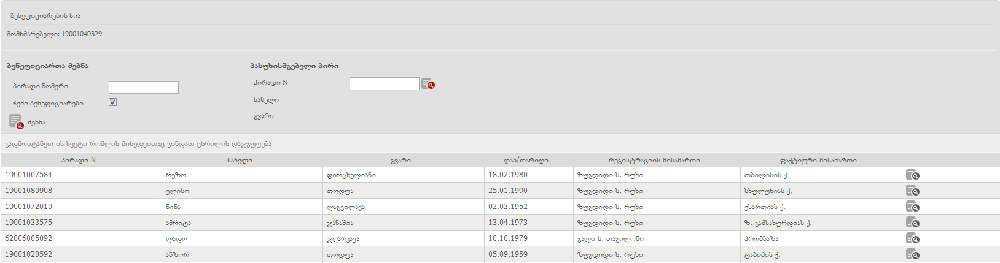 ბენეფიციარების სია
მომხმარებელი: 19001040329
ბენეფიციართა ძებნა
პასუხისმგებელი პირი
პირადი ნომერი
პირადი N
ჩემი ბენეფიციარები
სახელი
გვარი
ძებნა
გადმოიტანეთ ის სვეტი რომლის მიხედვითაც გინდათ ცხრილის დაჯგუფება
პირადი N სახელი გვარი დაბ/თარიღი რეგისტრაციის მისამართი ფაქტიური მისამართი
19001007584 რეზო ფირცხელიანი 18.02.1980 ზუგდიდი ს. რუხი თბილისის ქ
19001080908 ელისო თოდუა 25.01.1990 ზუგდიდი ს. რუხი სხულუხიას ქ.
19001072010 ნინა ლაგვილავა 02.03.1952 ზუგდიდი ს. რუხი ესართიას ქ.
19001033575 ამრიტა ჯანაშია 13.04.1973 ზუგდიდი ს. რუხი ზ. გამსახურდიას ქ.
62006005092 ლადო ჯღარკავა 10.10.1979 გალი ს. თაგილონი პრომბაზა
19001020592 ანზორ თოდუა 05.09.1959 ზუგდიდი ს. რუხი ტაბიძის ქ.